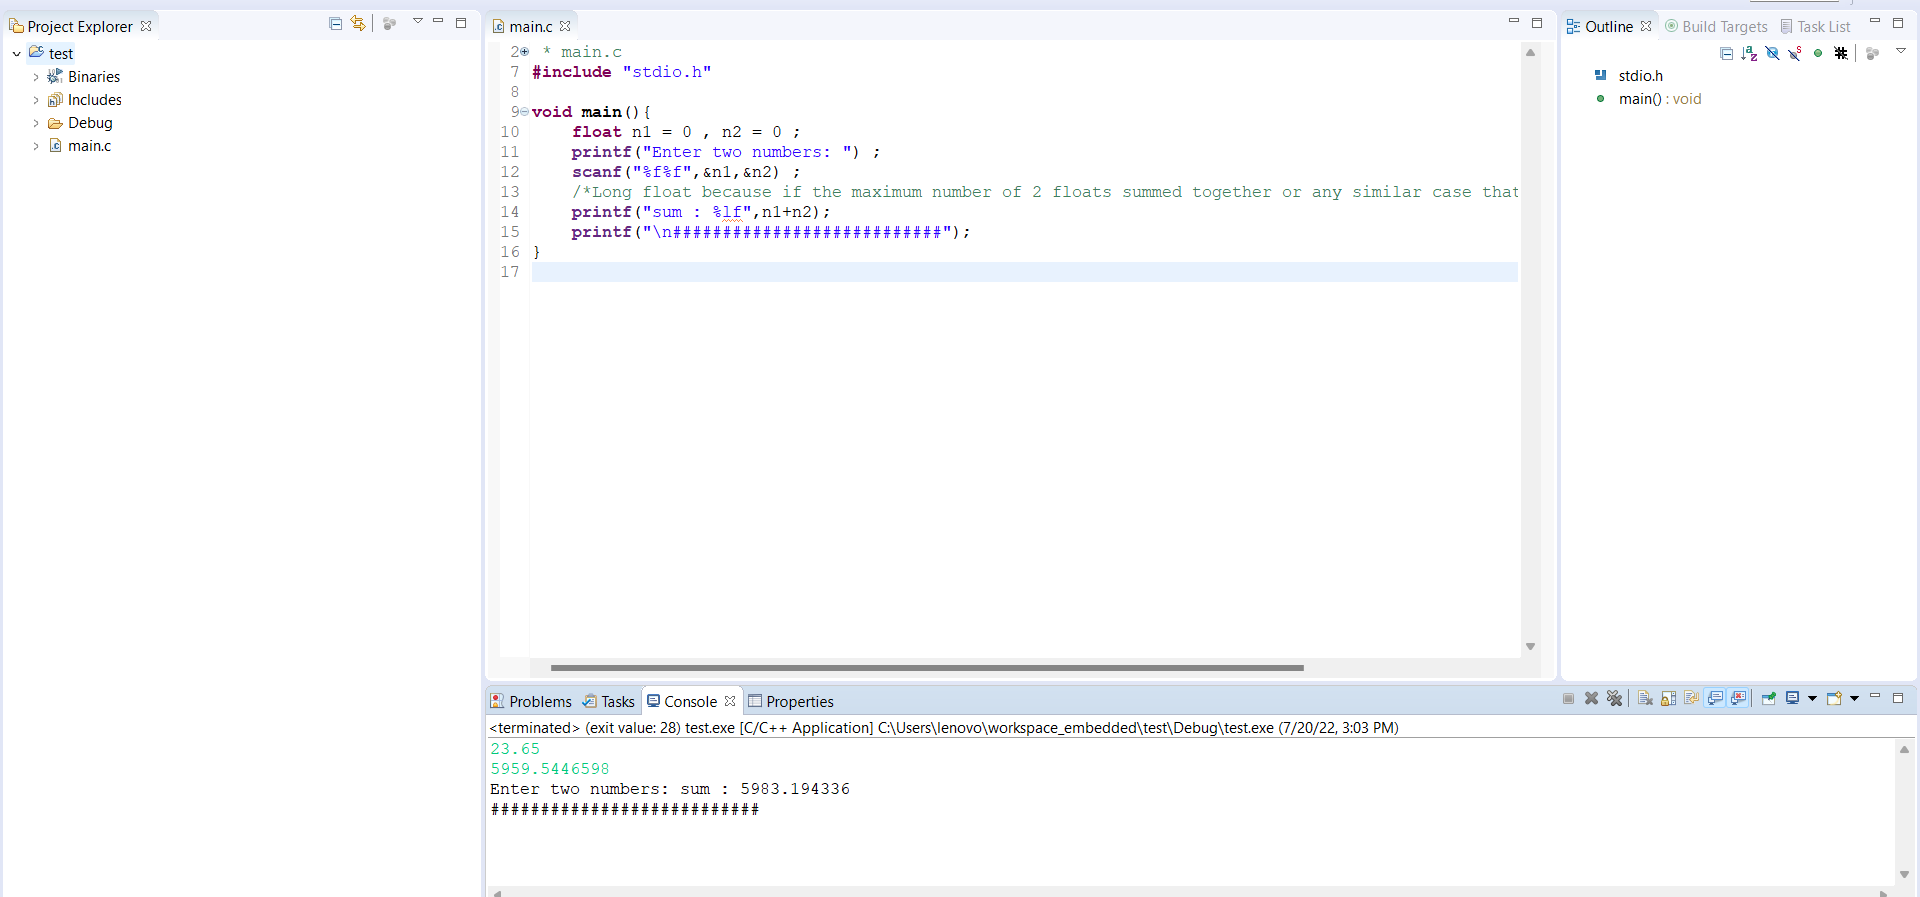 Project Explorer
test
Binaries
Includes
Debug
main.c
main.c
2 * main.c
7 #include "stdio.h"
8
9 void main(){
10 float n1 = 0 , n2 = 0 ;
11 printf("Enter two numbers: ") ;
12 scanf("%f%f",&n1,&n2) ;
13 /*Long float because if the maximum number of 2 floats summed together or any similar case that
14 printf("sum : %lf",n1+n2);
15 printf("\n###########################");
16 }
17
Outline Build Targets Task List
stdio.h
main() : void
Problems Tasks Console Properties
<terminated> (exit value: 28) test.exe [C/C++ Application] C:\Users\lenovo\workspace_embedded\test\Debug\test.exe (7/20/22, 3:03 PM)
23.65
5959.5446598
Enter two numbers: sum : 5983.194336
###########################